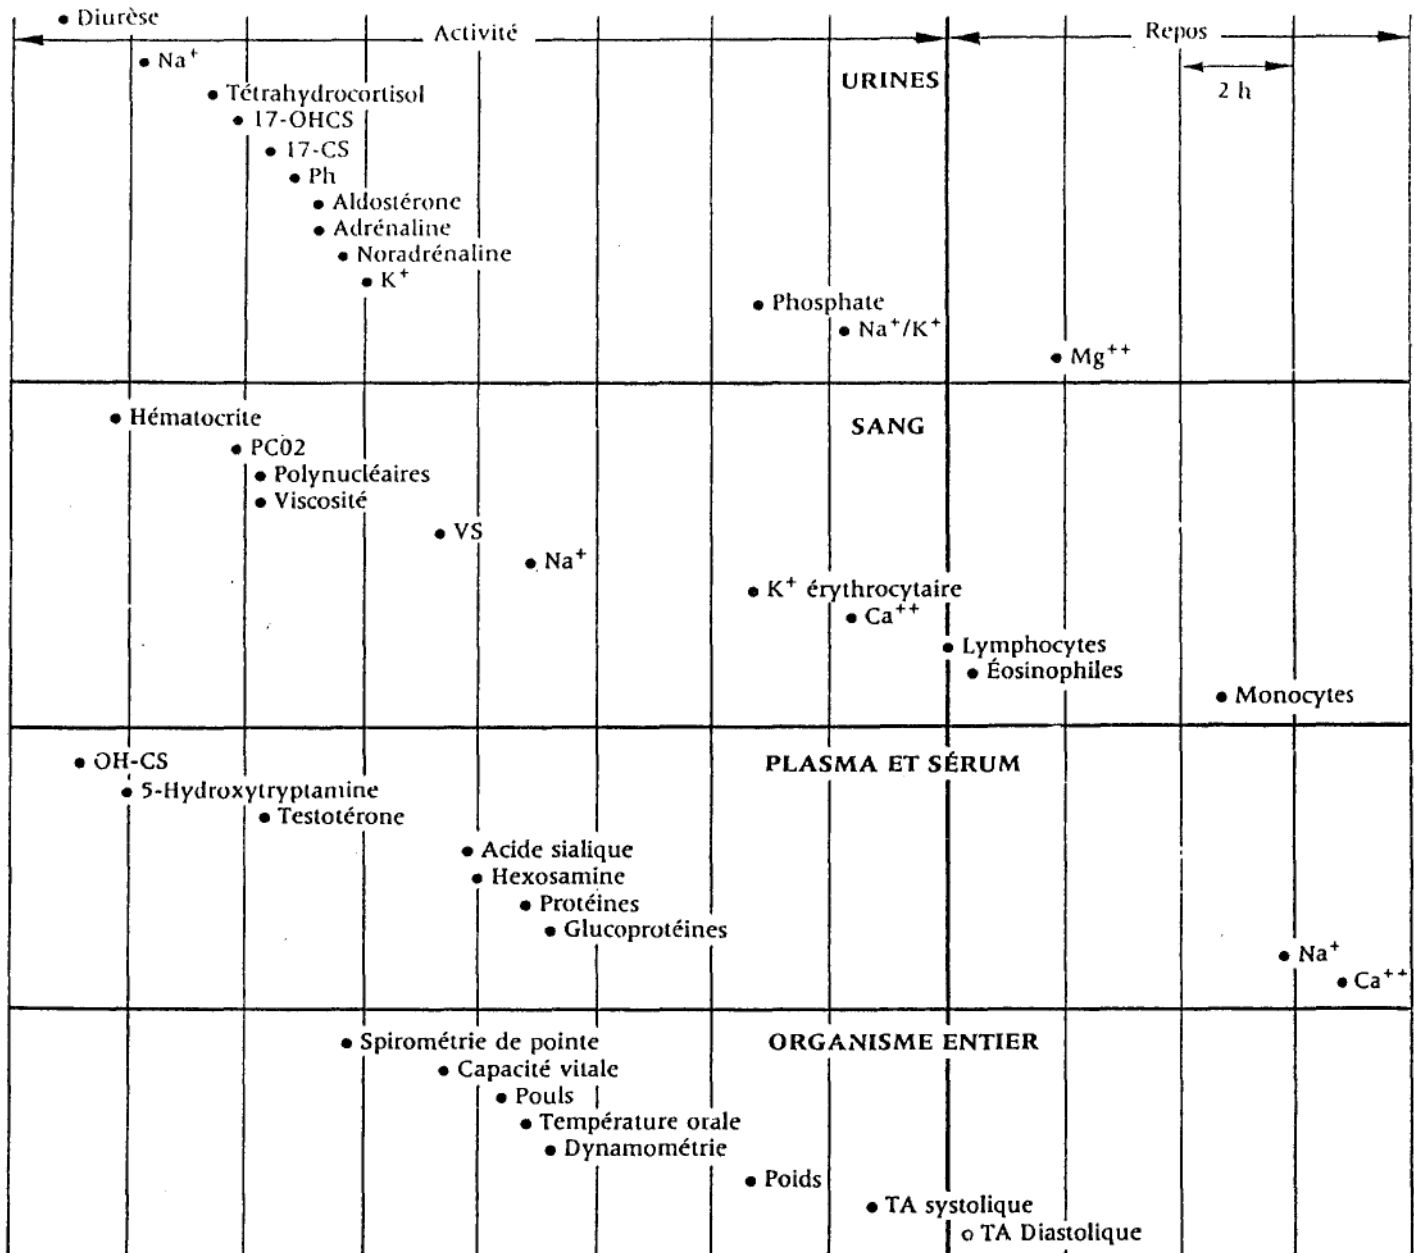 Diurèse
Activité
Repos
Na⁺
URINES
2 h
Tétrahydrocortisol
17-OHCS
17-CS
Ph
Aldostérone
Adrénaline
Noradrénaline
K⁺
Phosphate
Na⁺/K⁺
Mg⁺⁺
Hématocrite
SANG
PC02
Polynucléaires
Viscosité
VS
Na⁺
K⁺ érythrocytaire
Ca⁺⁺
Lymphocytes
Éosinophiles
Monocytes
OH-CS
PLASMA ET SÉRUM
5-Hydroxytryptamine
Testotérone
Acide sialique
Hexosamine
Protéines
Glucoprotéines
Na⁺
Ca⁺⁺
Spirométrie de pointe
ORGANISME ENTIER
Capacité vitale
Pouls
Température orale
Dynamométrie
Poids
TA systolique
TA Diastolique